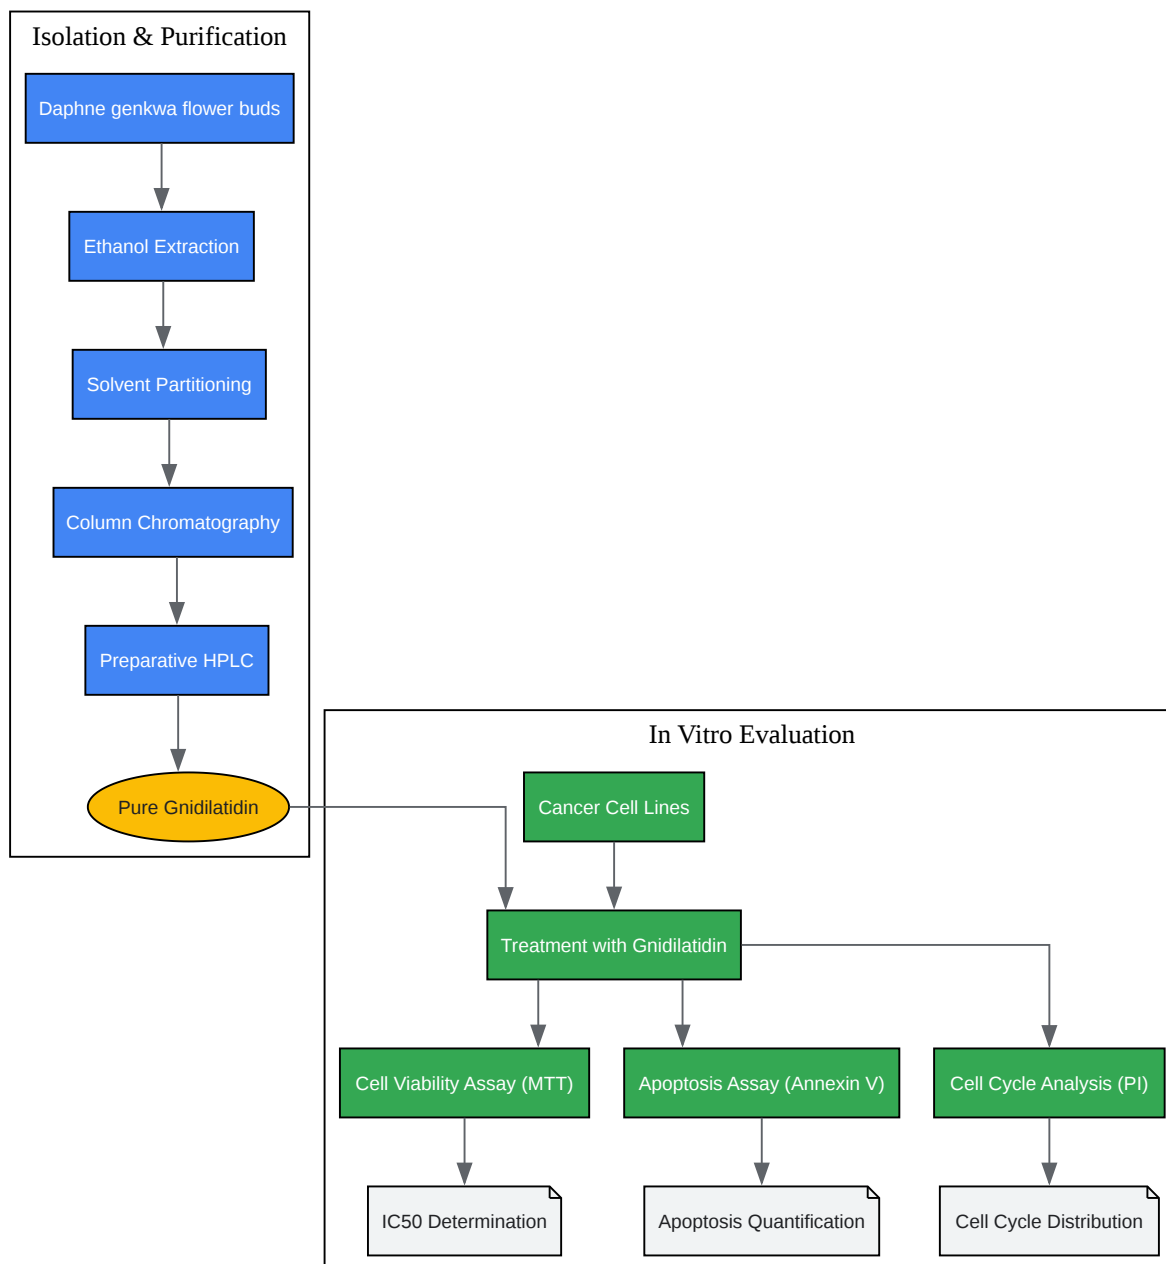 Isolation & Purification
Daphne genkwa flower buds
Ethanol Extraction
Solvent Partitioning
Column Chromatography
Preparative HPLC
Pure Gnidilatidin
In Vitro Evaluation
Cancer Cell Lines
Treatment with Gnidilatidin
Cell Viability Assay (MTT)
Apoptosis Assay (Annexin V)
Cell Cycle Analysis (PI)
IC50 Determination
Apoptosis Quantification
Cell Cycle Distribution